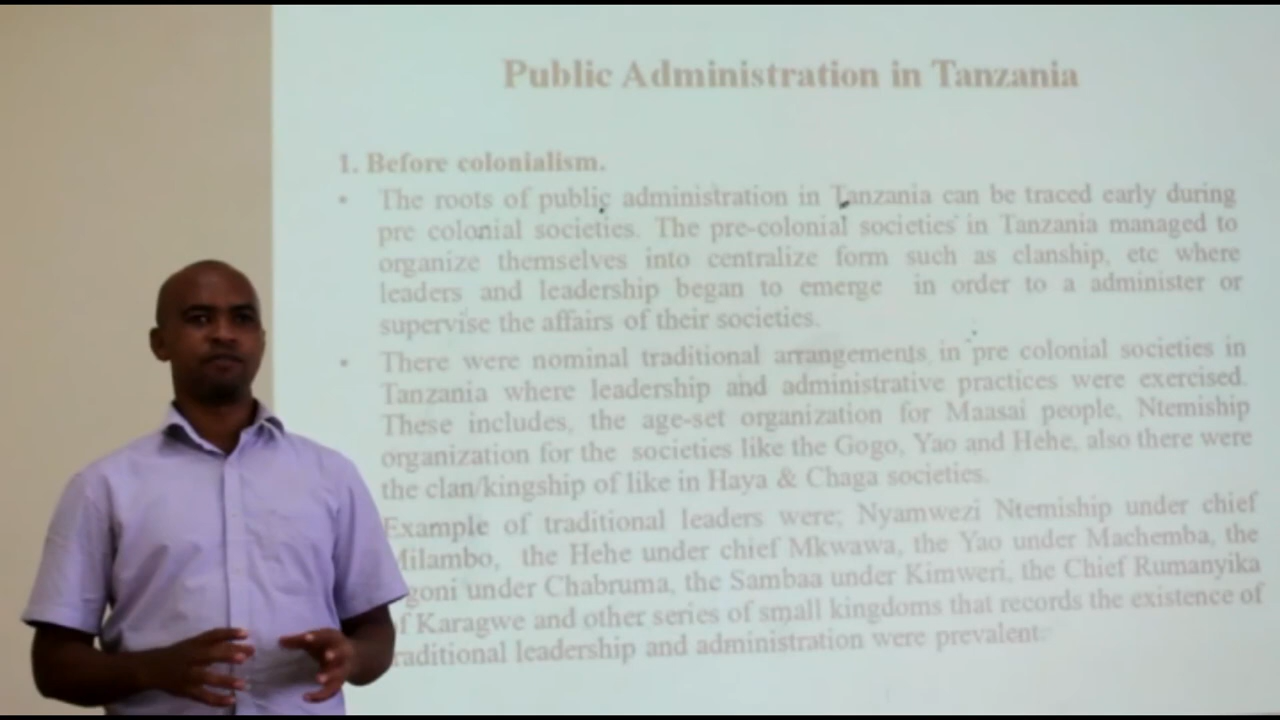 Public Administration in Tanzania
1. Before colonialism.
• The roots of public administration in Tanzania can be traced early during
pre colonial societies. The pre-colonial societies in Tanzania managed to
organize themselves into centralize form such as clanship, etc where
leaders and leadership began to emerge in order to a administer or
supervise the affairs of their societies.
• There were nominal traditional arrangements in pre colonial societies in
Tanzania where leadership and administrative practices were exercised.
These includes, the age-set organization for Maasai people, Ntemiship
organization for the societies like the Gogo, Yao and Hehe, also there were
the clan/kingship of like in Haya & Chaga societies.
Example of traditional leaders were; Nyamwezi Ntemiship under chief
Milambo, the Hehe under chief Mkwawa, the Yao under Machemba, the
goni under Chabruma, the Sambaa under Kimweri, the Chief Rumanyika
f Karagwe and other series of small kingdoms that records the existence of
raditional leadership and administration were prevalent.